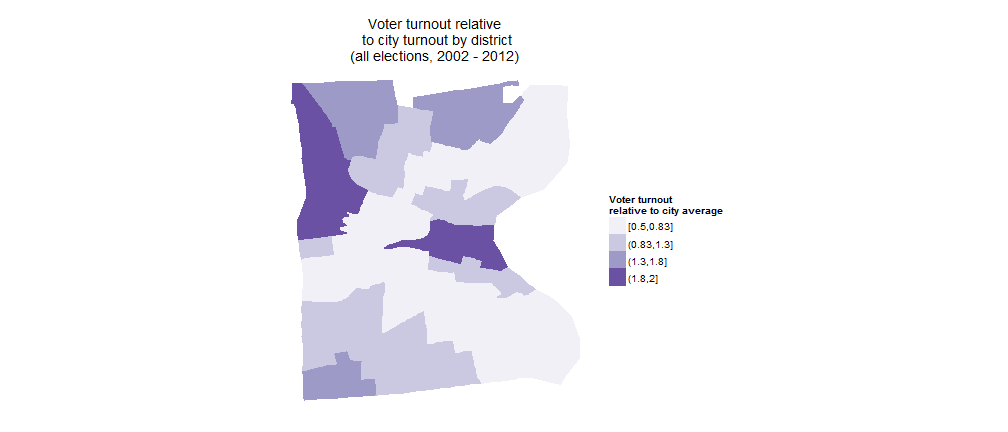 Voter turnout relative
to city turnout by district
(all elections, 2002 - 2012)
Voter turnout
relative to city average
[0.5,0.83]
(0.83,1.3]
(1.3,1.8]
(1.8,2]